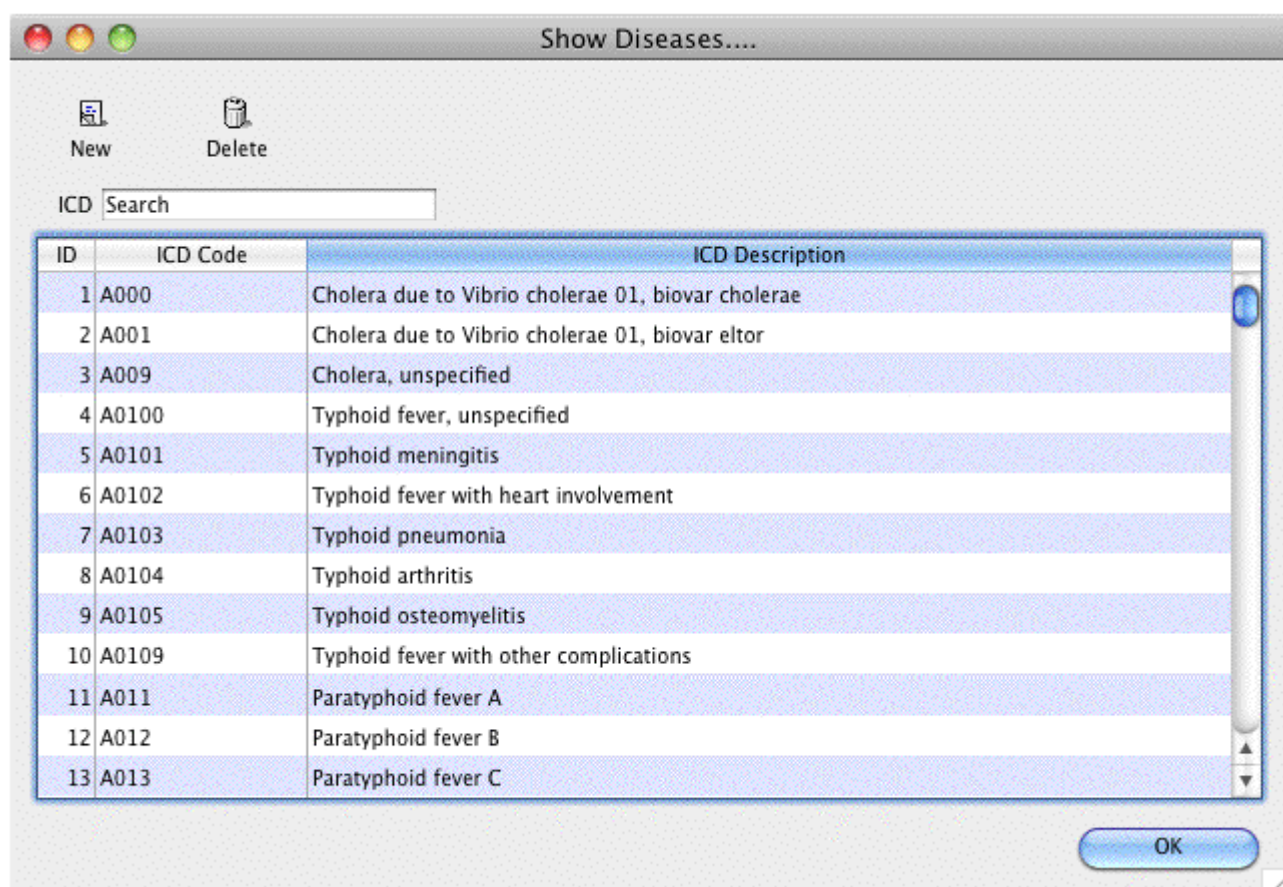 Show Diseases....
New Delete
ICD Search
ID ICD Code ICD Description
1 A000 Cholera due to Vibrio cholerae 01, biovar cholerae
2 A001 Cholera due to Vibrio cholerae 01, biovar eltor
3 A009 Cholera, unspecified
4 A0100 Typhoid fever, unspecified
5 A0101 Typhoid meningitis
6 A0102 Typhoid fever with heart involvement
7 A0103 Typhoid pneumonia
8 A0104 Typhoid arthritis
9 A0105 Typhoid osteomyelitis
10 A0109 Typhoid fever with other complications
11 A011 Paratyphoid fever A
12 A012 Paratyphoid fever B
13 A013 Paratyphoid fever C
OK